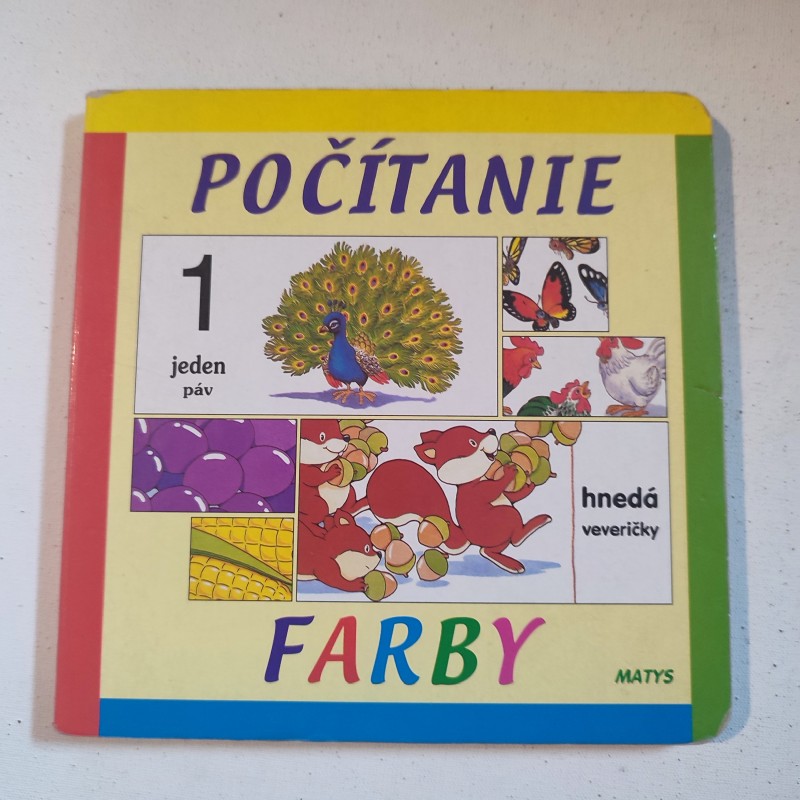 POČÍTANIE
1
jeden
páv
hnedá
veveričky
FARBY
MATYS